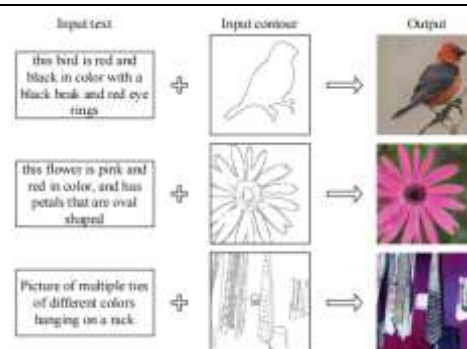 Input text Input contour Output
this bird is red and
black in color with a
black beak and red eye
rings
this flower is pink and
red in color, and has
petals that are oval
shaped
Picture of multiple ties
of different colors
hanging on a rack